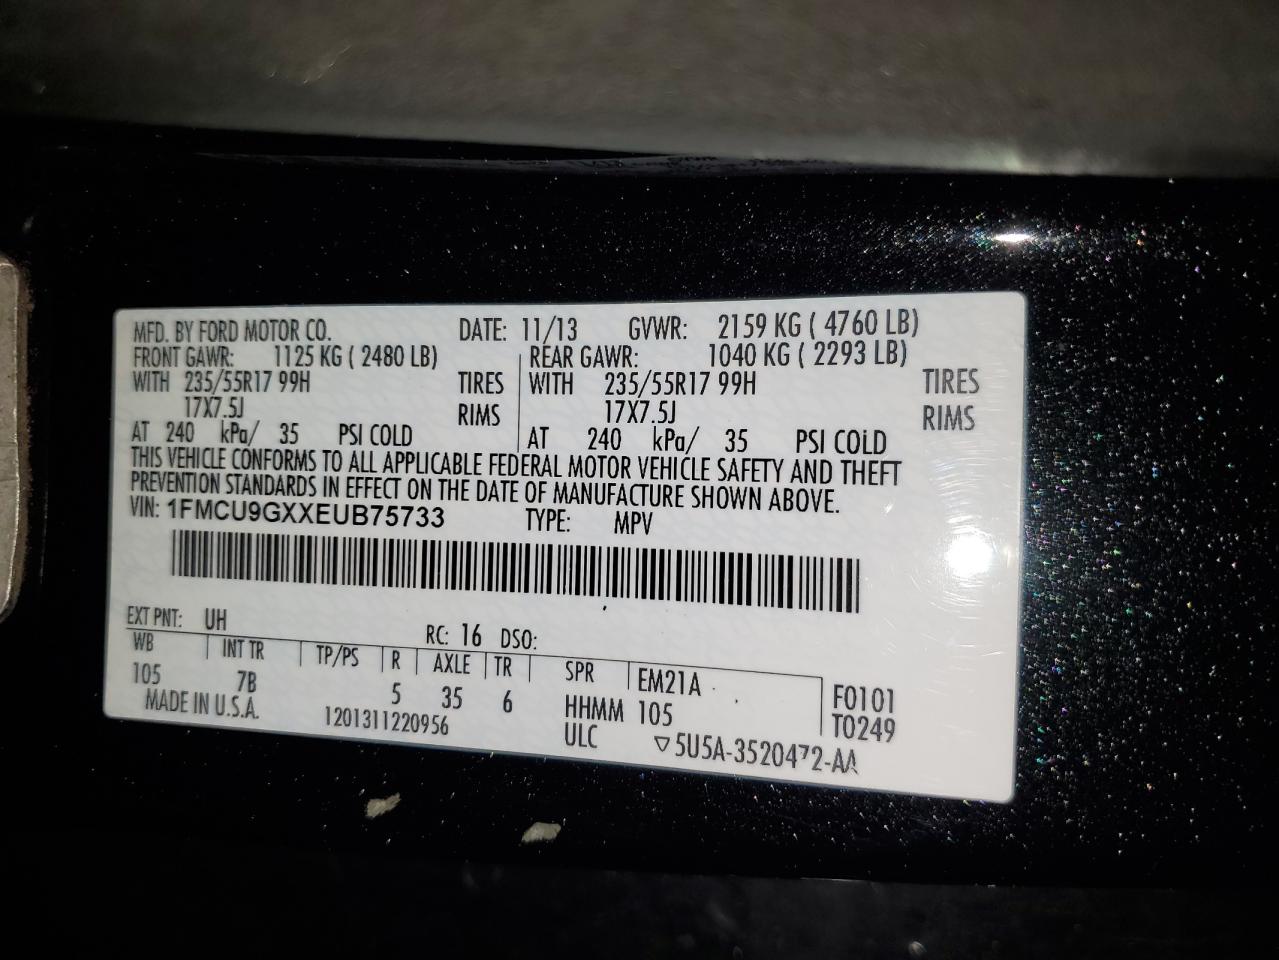 MFD. BY FORD MOTOR CO. DATE: 11/13 GVWR: 2159 KG ( 4760 LB)
FRONT GAWR: 1125 KG ( 2480 LB) REAR GAWR: 1040 KG ( 2293 LB)
WITH 235/55R17 99H TIRES WITH 235/55R17 99H TIRES
17X7.5J RIMS 17X7.5J RIMS
AT 240 kPa/ 35 PSI COLD AT 240 kPa/ 35 PSI COLD
THIS VEHICLE CONFORMS TO ALL APPLICABLE FEDERAL MOTOR VEHICLE SAFETY AND THEFT
PREVENTION STANDARDS IN EFFECT ON THE DATE OF MANUFACTURE SHOWN ABOVE.
VIN: 1FMCU9GXXEUB75733 TYPE: MPV
EXT PNT: UH RC: 16 DSO:
WB INT TR TP/PS R AXLE TR SPR EM21A F0101
105 7B 5 35 6 HHMM 105 T0249
MADE IN U.S.A. 1201311220956 ULC ▽5U5A-3520472-AA